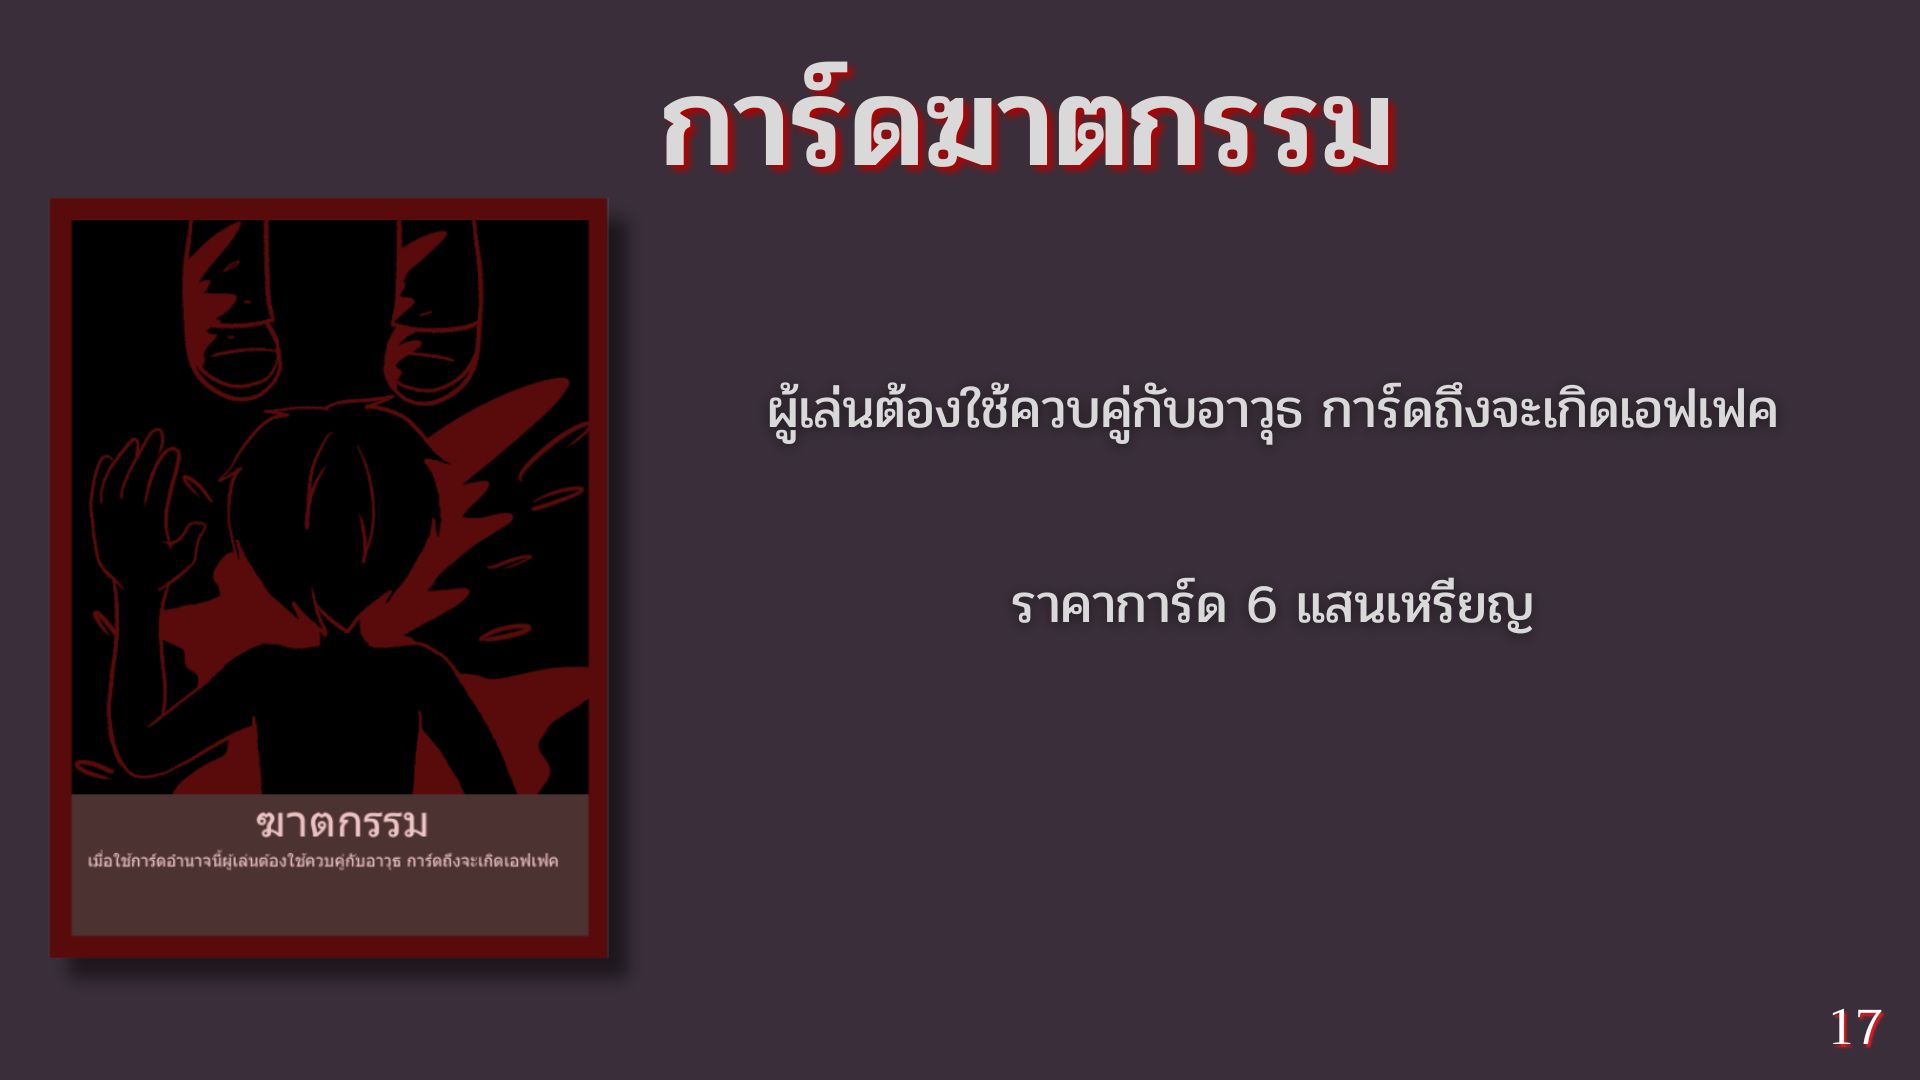 การ์ดฆาตกรรม
ผู้เล่นต้องใช้ควบคู่กับอาวุธ การ์ดถึงจะเกิดเอฟเฟค
ราคาการ์ด 6 แสนเหรียญ
ฆาตกรรม
เมื่อใช้การ์ดอำนาจนี้ผู้เล่นต้องใช้ควบคู่กับอาวุธ การ์ดถึงจะเกิดเอฟเฟค
17